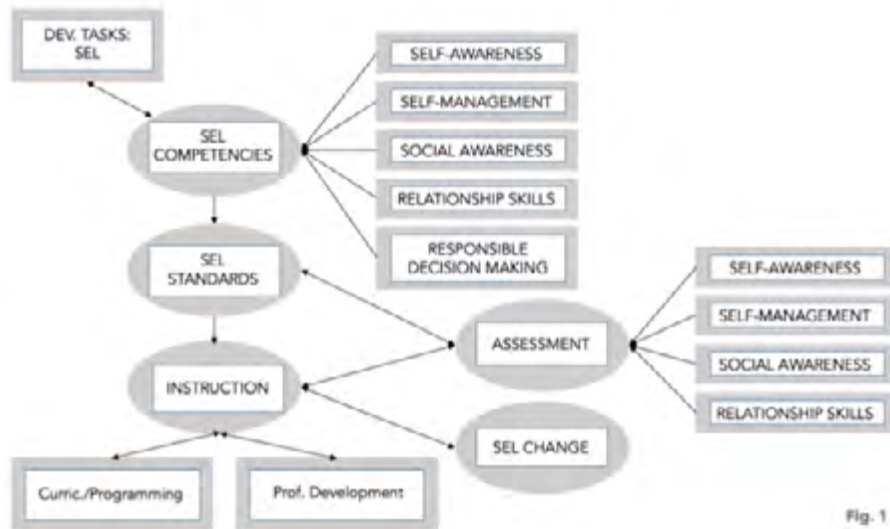 DEV. TASKS:
SEL
SELF-AWARENESS
SELF-MANAGEMENT
SEL
COMPETENCIES
SOCIAL AWARENESS
RELATIONSHIP SKILLS
RESPONSIBLE
DECISION MAKING
SEL
STANDARDS
SELF-AWARENESS
SELF-MANAGEMENT
ASSESSMENT
SOCIAL AWARENESS
INSTRUCTION
RELATIONSHIP SKILLS
SEL CHANGE
Curric./Programming
Prof. Development
Fig. 1